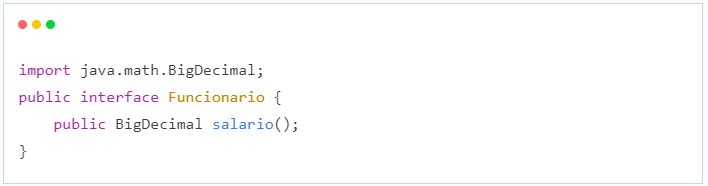 import java.math.BigDecimal;
public interface Funcionario {
    public BigDecimal salario();
}